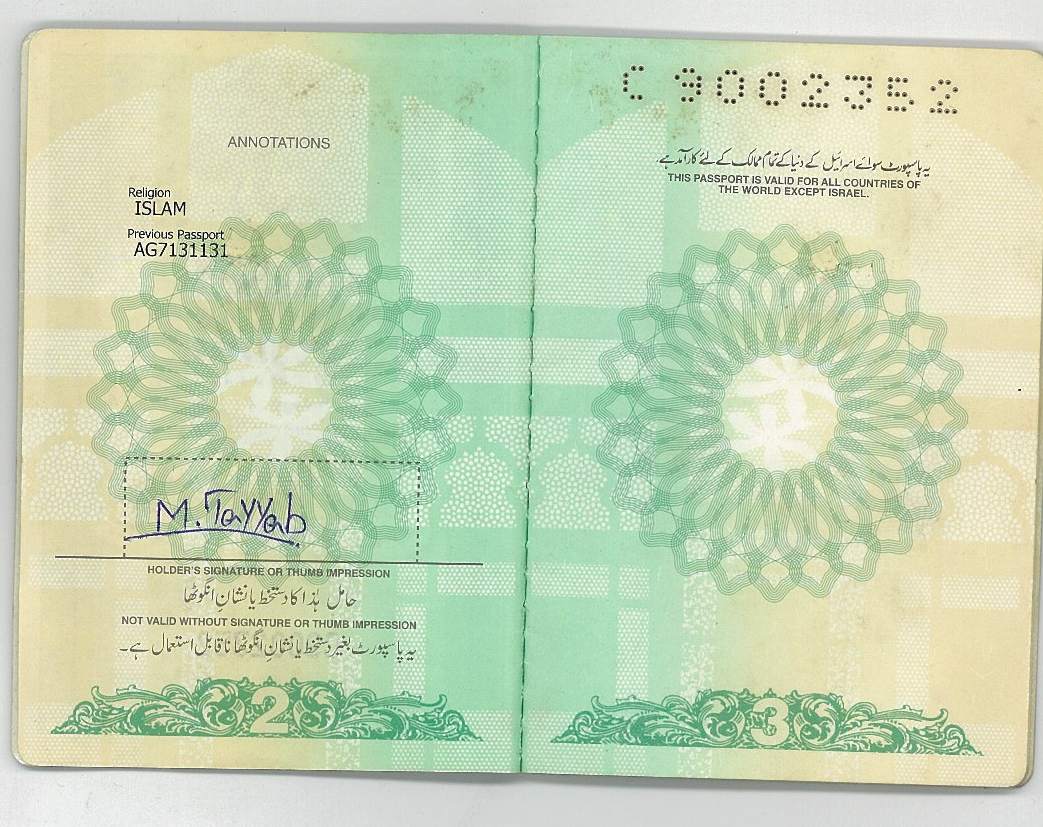 ANNOTATIONS
Religion
ISLAM
Previous Passport
AG7131131
M. Tayyab
HOLDER'S SIGNATURE OR THUMB IMPRESSION
حامل ہٰذا کا دستخط یا نشانِ انگوٹھا
NOT VALID WITHOUT SIGNATURE OR THUMB IMPRESSION
یہ پاسپورٹ بغیر دستخط یا نشانِ انگوٹھا ناقابل استعمال ہے۔
2
C 9002352
یہ پاسپورٹ سوائے اسرائیل کے دنیا کے تمام ممالک کے لئے کارآمد ہے
THIS PASSPORT IS VALID FOR ALL COUNTRIES OF
THE WORLD EXCEPT ISRAEL.
3